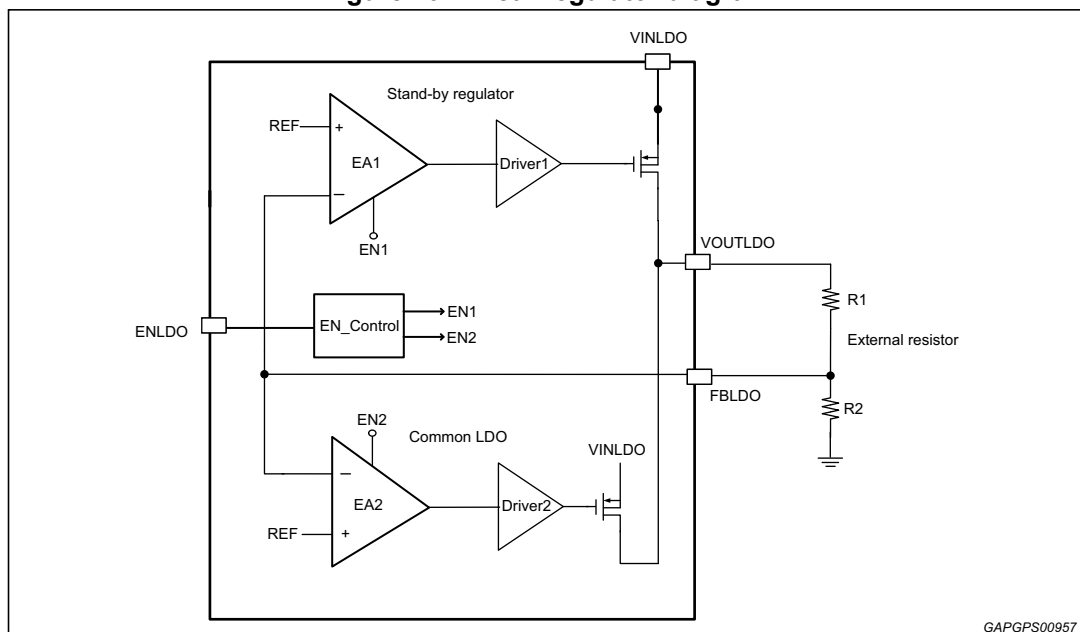 VINLDO
Stand-by regulator
REF
+
EA1
Driver1
−
EN1
VOUTLDO
R1
EN_Control
EN1
EN2
ENLDO
External resistor
FBLDO
R2
EN2
Common LDO
VINLDO
−
EA2
Driver2
REF
+
GAPGPS00957